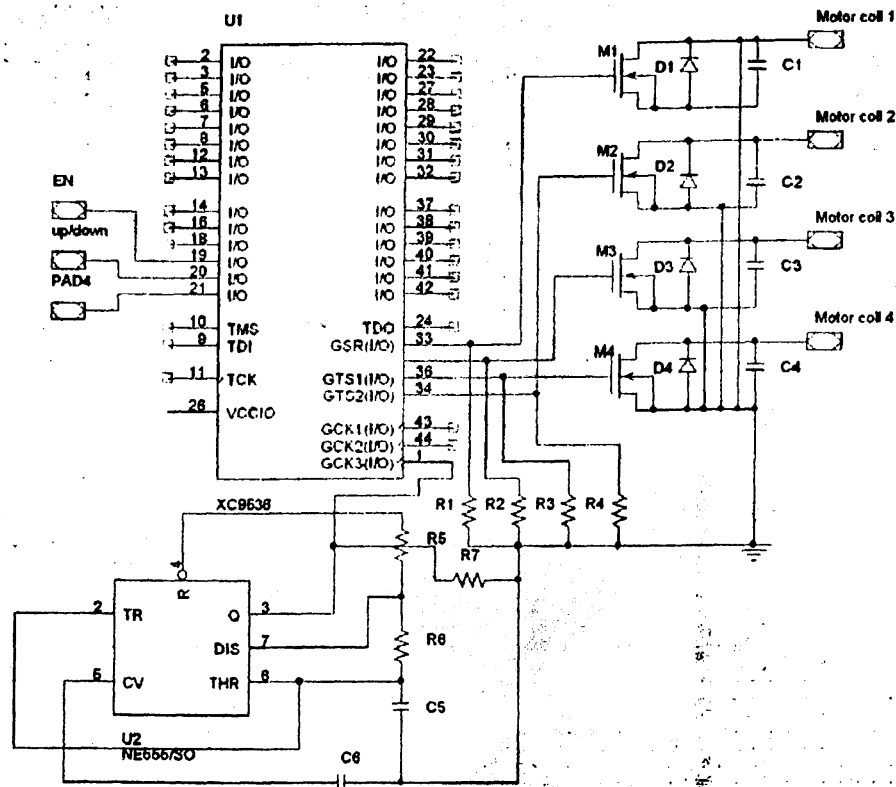 U1
Motor coil 1
2 I/O I/O 22
3 I/O I/O 23
5 I/O I/O 27
6 I/O I/O 28
7 I/O I/O 29
8 I/O I/O 30
12 I/O I/O 31
13 I/O I/O 32
14 I/O I/O 37
16 I/O I/O 38
18 I/O I/O 39
19 I/O I/O 40
20 I/O I/O 41
21 I/O I/O 42
10 TMS TDO 24
9 TDI GSR(I/O) 33
11 TCK GTS1(I/O) 36
GTS2(I/O) 34
26 VCCIO
GCK1(I/O) 43
GCK2(I/O) 44
GCK3(I/O) 1
XC9536
EN
up/down
PAD4
M1 D1 C1
Motor coil 2
M2 D2 C2
Motor coil 3
M3 D3 C3
Motor coil 4
M4 D4 C4
R1 R2 R3 R4
R5
R7
R6
4
R
2 TR Q 3
DIS 7
5 CV THR 6
C5
U2
NE555/SO
C6